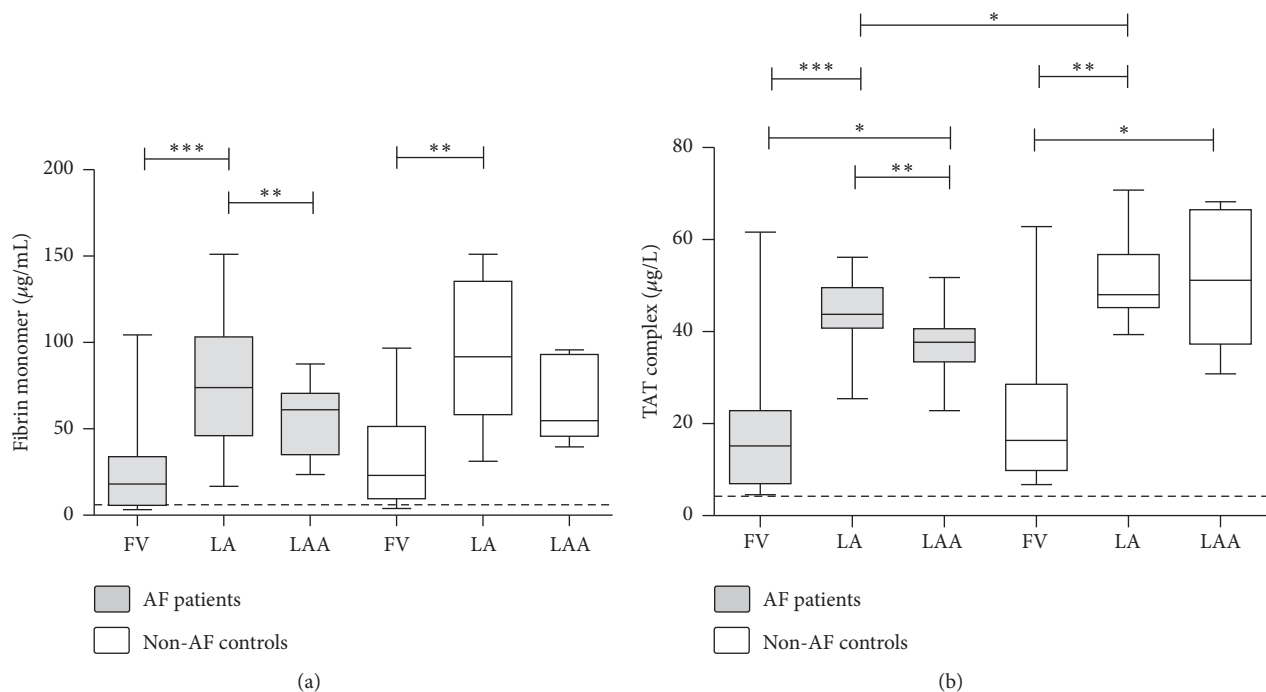 ***
**
**
200
150
100
50
0
Fibrin monomer (µg/mL)
FV LA LAA FV LA LAA
AF patients
Non-AF controls
(a)
*
***
**
*
*
**
80
60
40
20
0
TAT complex (µg/L)
FV LA LAA FV LA LAA
AF patients
Non-AF controls
(b)